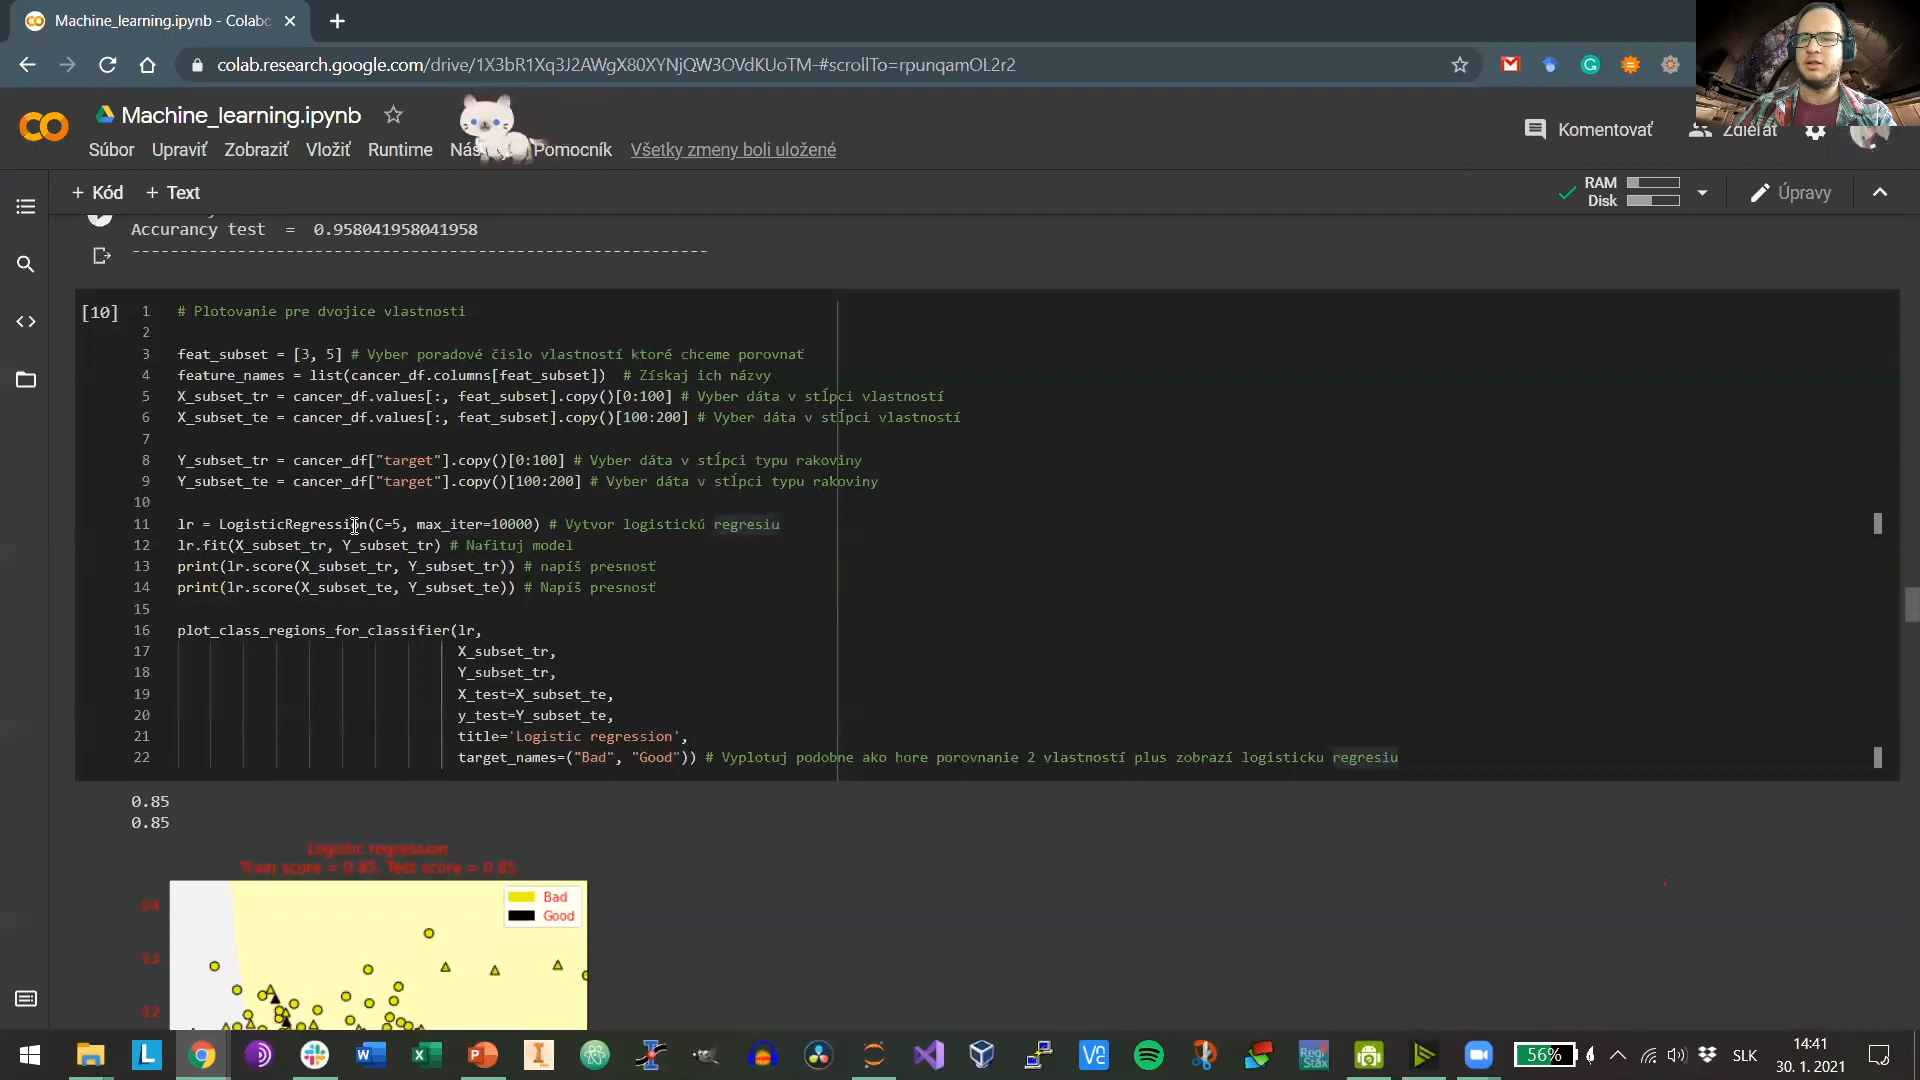 Machine_learning.ipynb - Colabc
colab.research.google.com/drive/1X3bR1Xq3J2AWgX80XYNjQW3OVdKUoTM-#scrollTo=rpunqamOL2r2
Machine_learning.ipynb
Súbor Upraviť Zobraziť Vložiť Runtime Nás Pomocník Všetky zmeny boli uložené
Komentovať Zdieľať
+ Kód + Text
RAM
Disk
Úpravy
Accurancy test = 0.958041958041958
------------------------------------------------------------------------
[10]
1 # Plotovanie pre dvojice vlastnosti
2
3 feat_subset = [3, 5] # Vyber poradové čislo vlastností ktoré chceme porovnať
4 feature_names = list(cancer_df.columns[feat_subset]) # Získaj ich názvy
5 X_subset_tr = cancer_df.values[:, feat_subset].copy()[0:100] # Vyber dáta v stĺpci vlastností
6 X_subset_te = cancer_df.values[:, feat_subset].copy()[100:200] # Vyber dáta v stĺpci vlastností
7
8 Y_subset_tr = cancer_df["target"].copy()[0:100] # Vyber dáta v stĺpci typu rakoviny
9 Y_subset_te = cancer_df["target"].copy()[100:200] # Vyber dáta v stĺpci typu rakoviny
10
11 lr = LogisticRegression(C=5, max_iter=10000) # Vytvor logistickú regresiu
12 lr.fit(X_subset_tr, Y_subset_tr) # Nafituj model
13 print(lr.score(X_subset_tr, Y_subset_tr)) # napíš presnosť
14 print(lr.score(X_subset_te, Y_subset_te)) # Napíš presnosť
15
16 plot_class_regions_for_classifier(lr,
17 X_subset_tr,
18 Y_subset_tr,
19 X_test=X_subset_te,
20 y_test=Y_subset_te,
21 title='Logistic regression',
22 target_names=("Bad", "Good")) # Vyplotuj podobne ako hore porovnanie 2 vlastností plus zobrazí logisticku regresiu
0.85
0.85
Logistic regression
Train score = 0.85, Test score = 0.85
Bad
Good
0.4
0.3
0.2
56%
SLK
14:41
30. 1. 2021